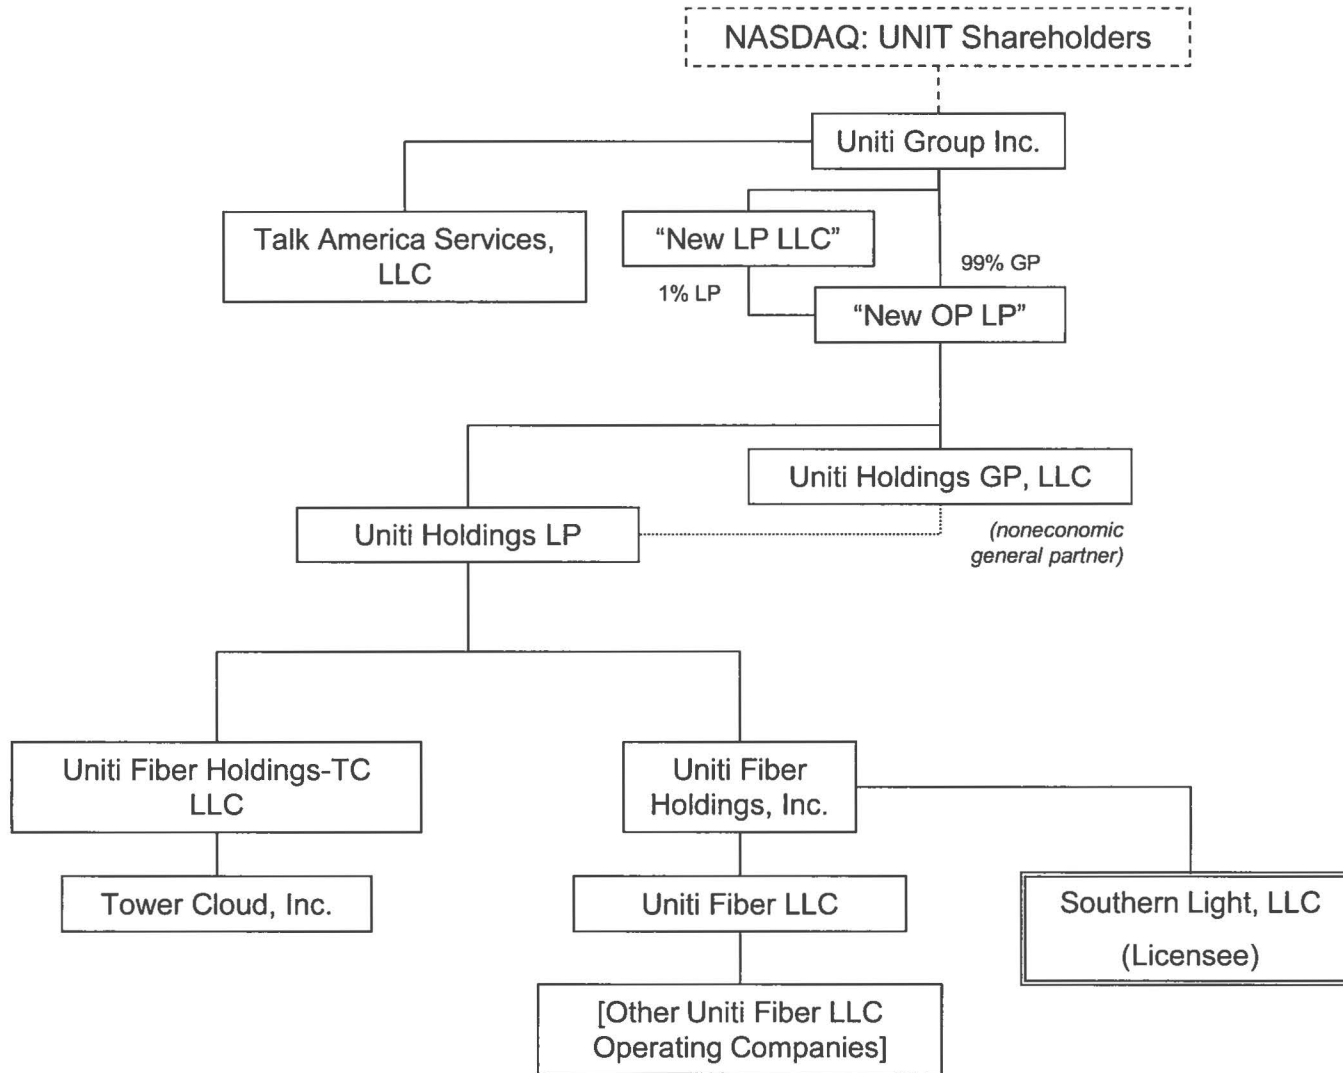 NASDAQ: UNIT Shareholders
Uniti Group Inc.
Talk America Services,
LLC
“New LP LLC”
99% GP
1% LP
“New OP LP”
Uniti Holdings GP, LLC
Uniti Holdings LP
(noneconomic
general partner)
Uniti Fiber Holdings-TC
LLC
Uniti Fiber
Holdings, Inc.
Tower Cloud, Inc.
Uniti Fiber LLC
Southern Light, LLC
(Licensee)
[Other Uniti Fiber LLC
Operating Companies]